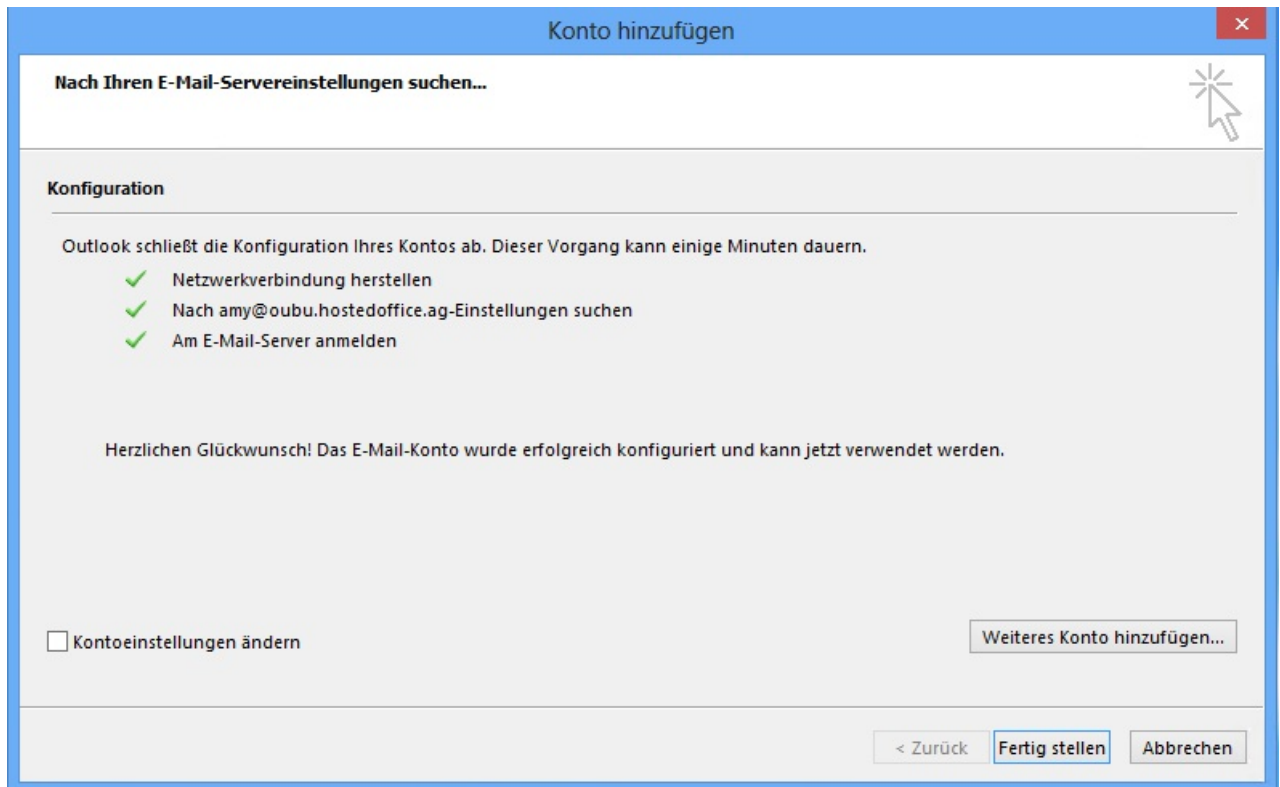 Konto hinzufügen
Nach Ihren E-Mail-Servereinstellungen suchen...
Konfiguration
Outlook schließt die Konfiguration Ihres Kontos ab. Dieser Vorgang kann einige Minuten dauern.
Netzwerkverbindung herstellen
Nach amy@oubu.hostedoffice.ag-Einstellungen suchen
Am E-Mail-Server anmelden
Herzlichen Glückwunsch! Das E-Mail-Konto wurde erfolgreich konfiguriert und kann jetzt verwendet werden.
Kontoeinstellungen ändern
Weiteres Konto hinzufügen...
< Zurück
Fertig stellen
Abbrechen